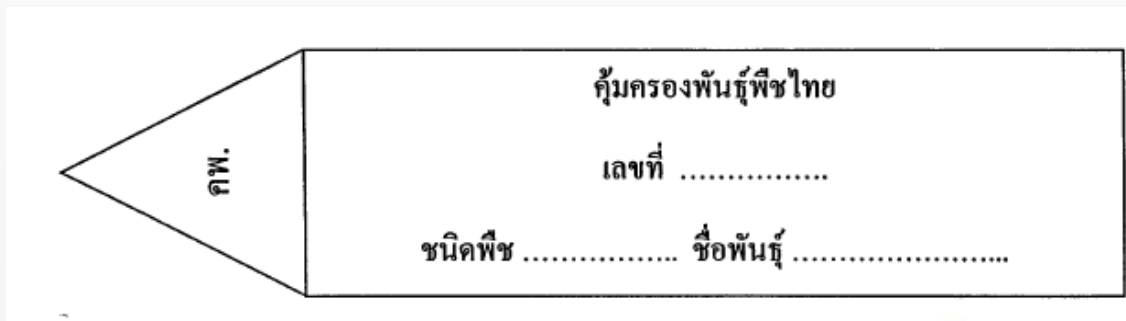 คพ.
คุ้มครองพันธุ์พืชไทย
เลขที่ ................
ชนิดพืช ................. ชื่อพันธุ์ ........................